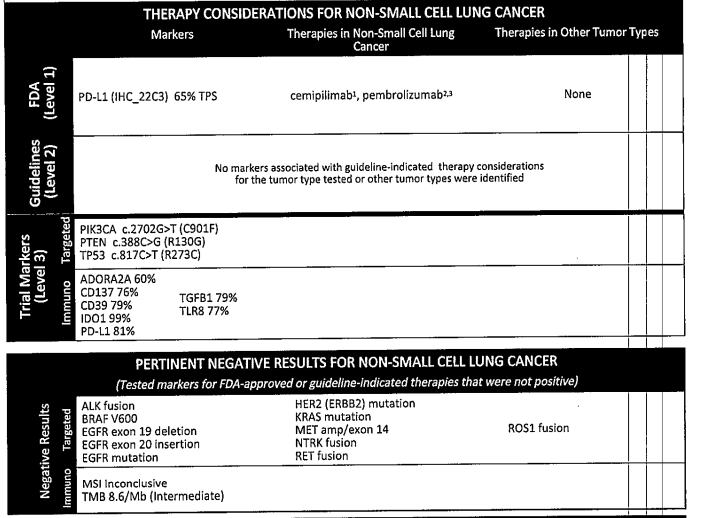 THERAPY CONSIDERATIONS FOR NON-SMALL CELL LUNG CANCER
Markers
Therapies in Non-Small Cell Lung Cancer
Therapies in Other Tumor Types
FDA (Level 1)
PD-L1 (IHC_22C3) 65% TPS
cemipilimab¹, pembrolizumab²,³
None
Guidelines (Level 2)
No markers associated with guideline-indicated therapy considerations
for the tumor type tested or other tumor types were identified
Trial Markers (Level 3)
Targeted
PIK3CA c.2702G>T (C901F)
PTEN c.388C>G (R130G)
TP53 c.817C>T (R273C)
Immuno
ADORA2A 60%
CD137 76%
CD39 79%
IDO1 99%
PD-L1 81%
TGFB1 79%
TLR8 77%
PERTINENT NEGATIVE RESULTS FOR NON-SMALL CELL LUNG CANCER
(Tested markers for FDA-approved or guideline-indicated therapies that were not positive)
Negative Results
Targeted
ALK fusion
BRAF V600
EGFR exon 19 deletion
EGFR exon 20 insertion
EGFR mutation
HER2 (ERBB2) mutation
KRAS mutation
MET amp/exon 14
NTRK fusion
RET fusion
ROS1 fusion
Immuno
MSI Inconclusive
TMB 8.6/Mb (Intermediate)